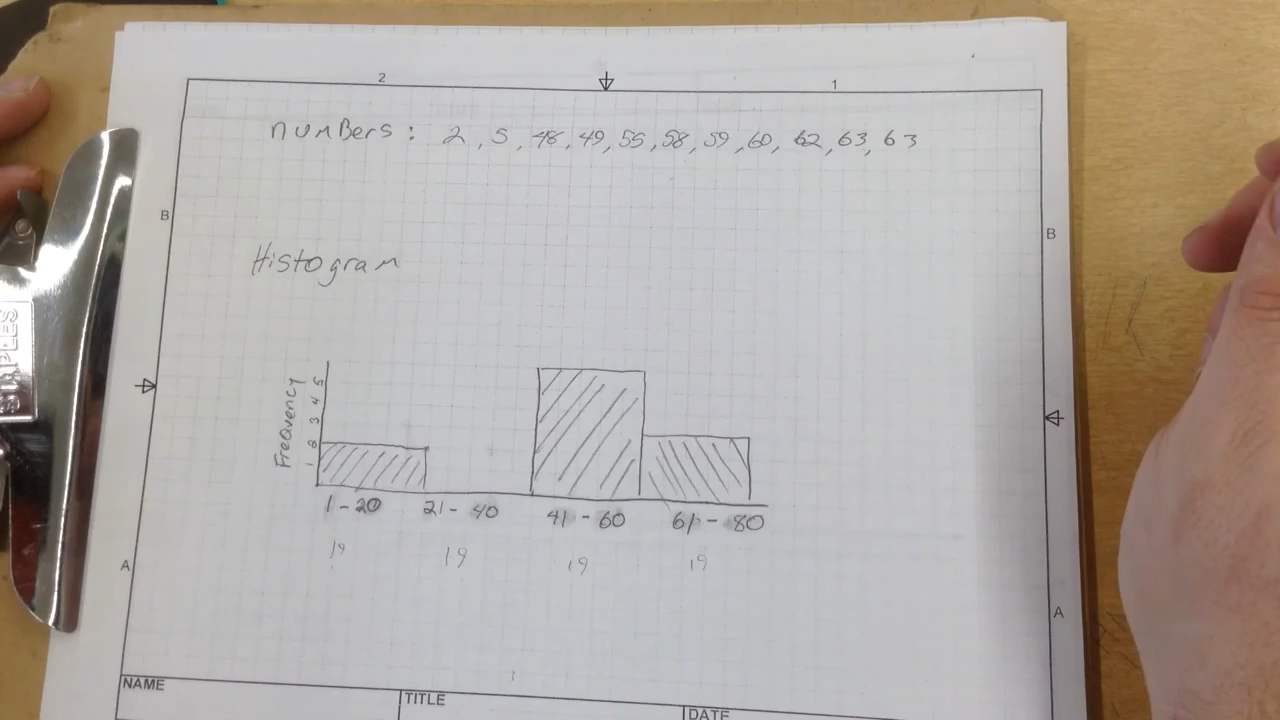 2 1
numBers : 2 , 5 , 48 , 49 , 55 , 58 , 59 , 60 , 62 , 63 , 63
B B
Histogram
Frequency
5
4
3
2
1
1 - 20 21 - 40 41 - 60 61 - 80
19 19 19 19
A A
NAME TITLE DATE
STAPLES